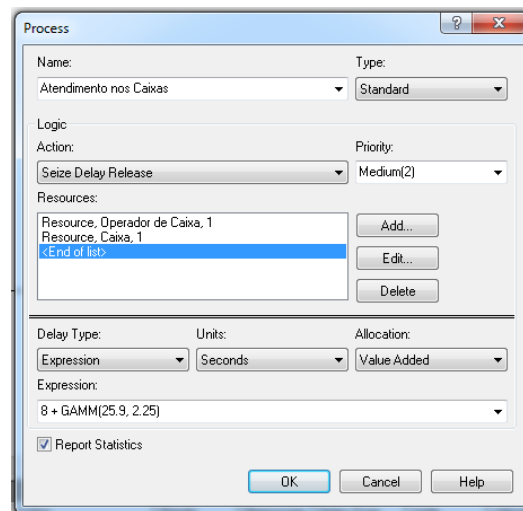 Process
Name: Type:
Atendimento nos Caixas Standard
Logic
Action: Priority:
Seize Delay Release Medium(2)
Resources:
Resource, Operador de Caixa, 1 Add...
Resource, Caixa, 1
<End of list> Edit...
Delete
Delay Type: Units: Allocation:
Expression Seconds Value Added
Expression:
8 + GAMM(25.9, 2.25)
Report Statistics
OK Cancel Help